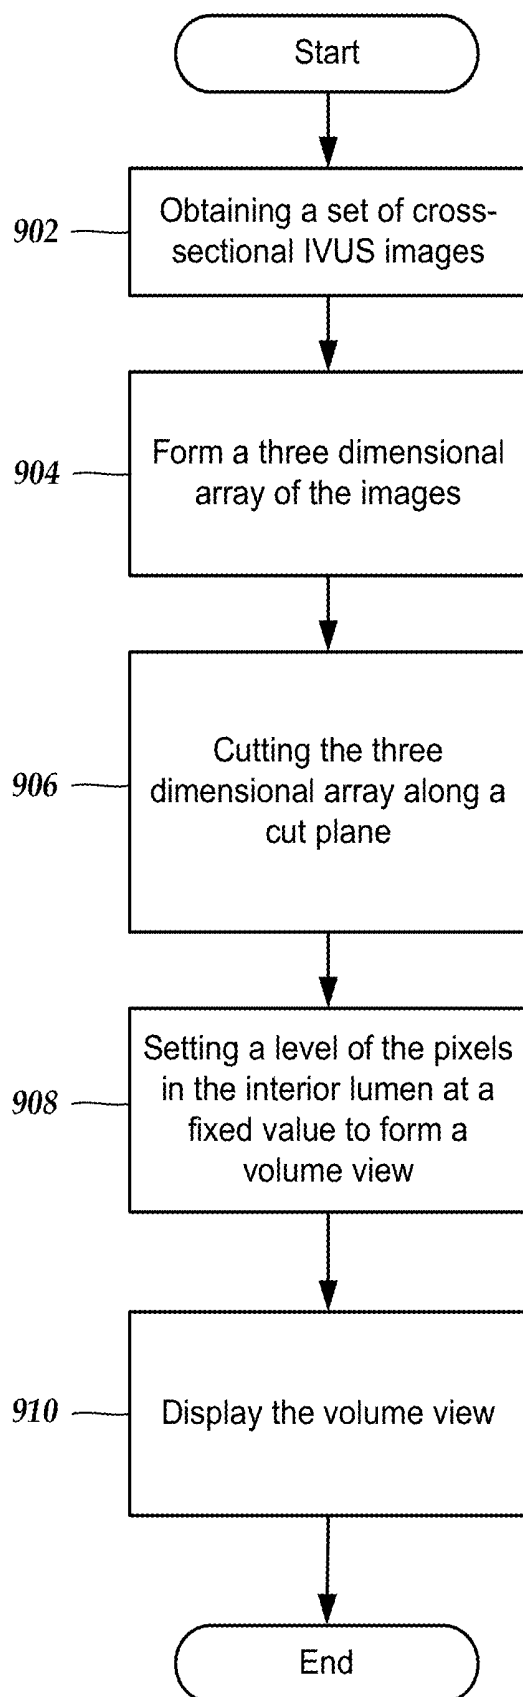 Start
902
Obtaining a set of cross-
sectional IVUS images
904
Form a three dimensional
array of the images
906
Cutting the three
dimensional array along a
cut plane
908
Setting a level of the pixels
in the interior lumen at a
fixed value to form a
volume view
910
Display the volume view
End